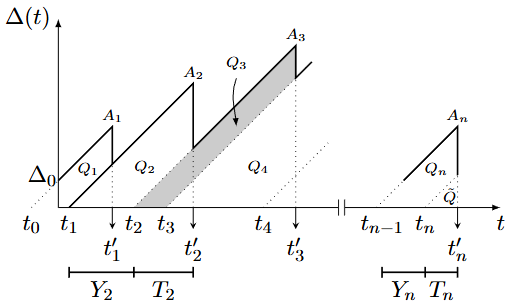 Δ(t)
A₁ A₂ A₃ Aₙ
Q₁ Q₂ Q₃ Q₄ Qₙ Q̃
Δ₀
t₀ t₁ t₂ t₃ t₄ tₙ₋₁ tₙ t
t′₁ t′₂ t′₃ t′ₙ
Y₂ T₂ Yₙ Tₙ